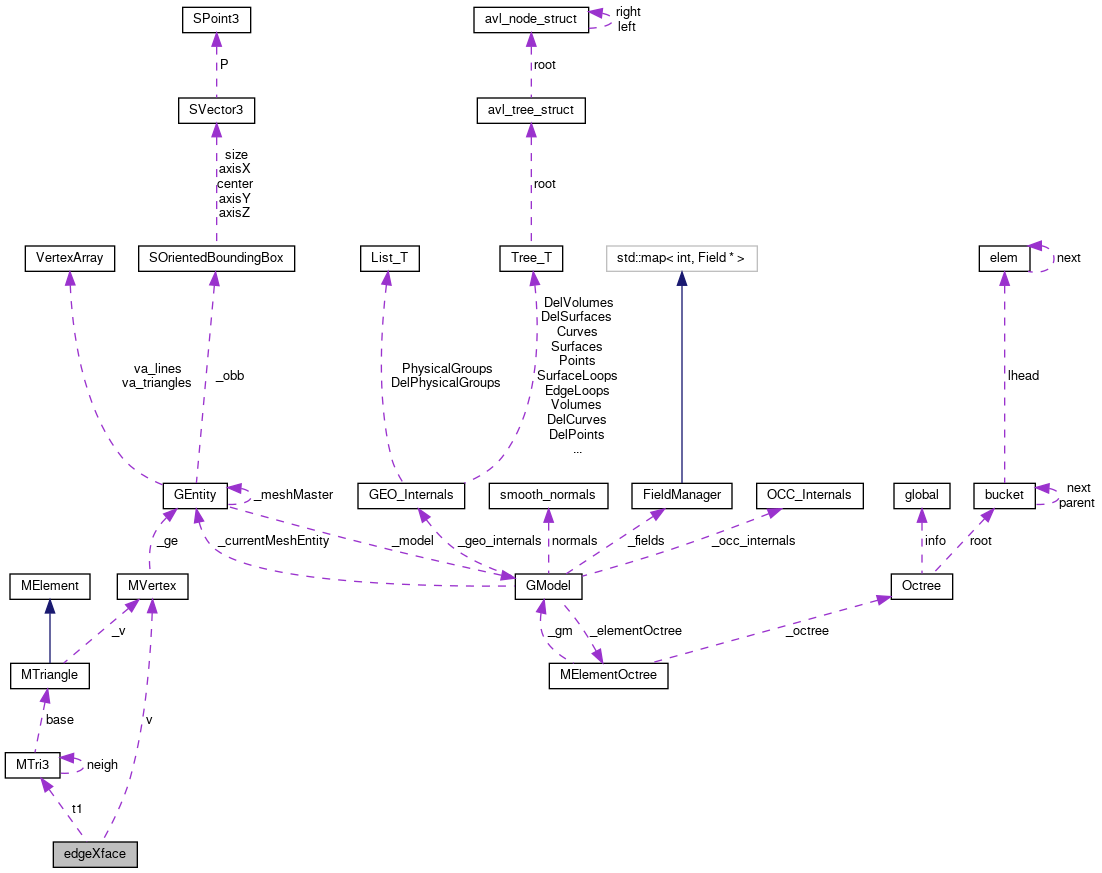 SPoint3
avl_node_struct
right
left
P
root
SVector3
avl_tree_struct
size
axisX
center
axisY
axisZ
root
VertexArray
SOrientedBoundingBox
List_T
Tree_T
std::map< int, Field * >
elem
next
va_lines
va_triangles
_obb
PhysicalGroups
DelPhysicalGroups
DelVolumes
DelSurfaces
Curves
Surfaces
Points
SurfaceLoops
EdgeLoops
Volumes
DelCurves
DelPoints
...
lhead
GEntity
_meshMaster
GEO_Internals
smooth_normals
FieldManager
OCC_Internals
global
bucket
next
parent
_ge
_currentMeshEntity
_model
_geo_internals
normals
_fields
_occ_internals
info
root
MElement
MVertex
GModel
Octree
_v
_gm
_elementOctree
_octree
MTriangle
MElementOctree
base
v
MTri3
neigh
t1
edgeXface